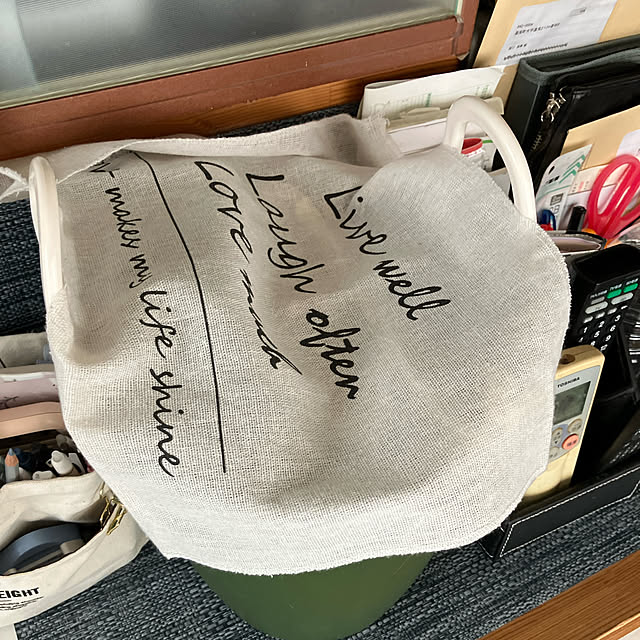 Live well
Laugh often
Love much
makes my life shine
TOSHIBA
EIGHT